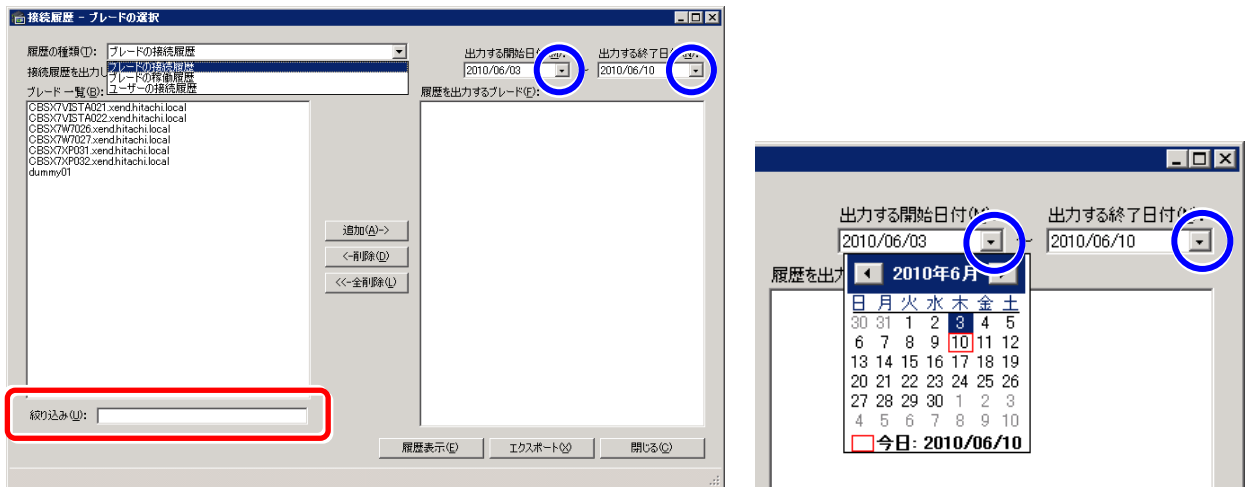 接続履歴 - ブレードの選択
履歴の種類(T): ブレードの接続履歴
ブレードの接続履歴
ブレードの稼働履歴
ユーザーの接続履歴
接続履歴を出力し
出力する開始日付(M):
出力する終了日付(N):
2010/06/03 ~ 2010/06/10
ブレード一覧(B):
履歴を出力するブレード(F):
CBSX7VISTA021.xend.hitachi.local
CBSX7VISTA022.xend.hitachi.local
CBSX7W7026.xend.hitachi.local
CBSX7W7027.xend.hitachi.local
CBSX7XP031.xend.hitachi.local
CBSX7XP032.xend.hitachi.local
dummy01
追加(A)->
<-削除(D)
<<-全削除(L)
絞り込み(U):
履歴表示(E) エクスポート(X) 閉じる(C)
出力する開始日付
出力する終了日付
2010/06/03 ~ 2010/06/10
履歴を出
2010年6月
日 月 火 水 木 金 土
30 31 1 2 3 4 5
6 7 8 9 10 11 12
13 14 15 16 17 18 19
20 21 22 23 24 25 26
27 28 29 30 1 2 3
4 5 6 7 8 9 10
今日: 2010/06/10